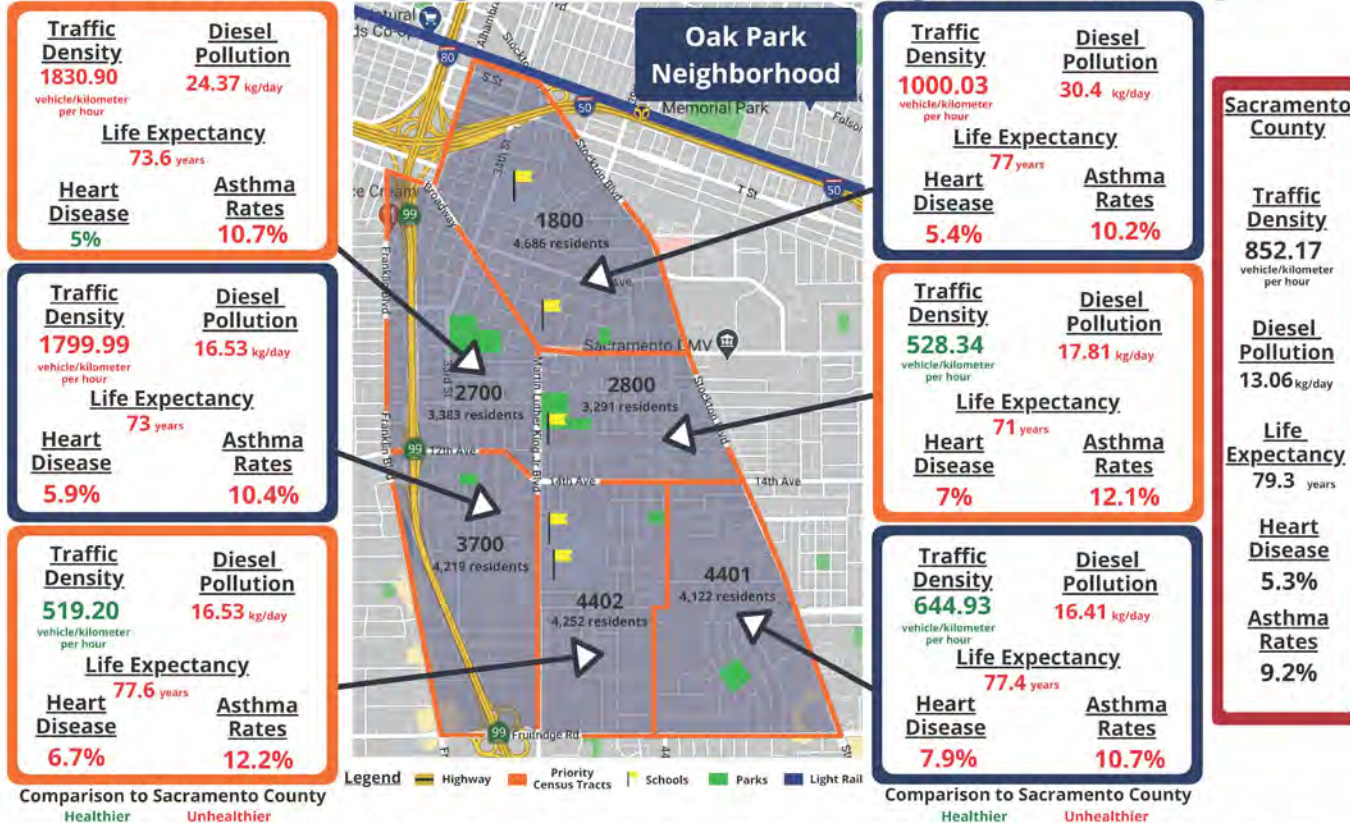 Traffic
Density
1830.90
vehicle/kilometer
per hour
Diesel
Pollution
24.37 kg/day
Life Expectancy
73.6 years
Heart
Disease
5%
Asthma
Rates
10.7%
Traffic
Density
1799.99
vehicle/kilometer
per hour
Diesel
Pollution
16.53 kg/day
Life Expectancy
73 years
Heart
Disease
5.9%
Asthma
Rates
10.4%
Traffic
Density
519.20
vehicle/kilometer
per hour
Diesel
Pollution
16.53 kg/day
Life Expectancy
77.6 years
Heart
Disease
6.7%
Asthma
Rates
12.2%
Comparison to Sacramento County
Healthier Unhealthier
Oak Park
Neighborhood
80
S St
50
Memorial Park
34th St
Stockton Blvd
T St
50
Broadway
99
1800
4,686 residents
Franklin Blvd
Sacramento DMV
33rd St
2700
3,383 residents
Martin Luther King Jr Blvd
2800
3,291 residents
Stockton Blvd
Franklin Blvd
99
12th Ave
14th Ave
14th Ave
3700
4,219 residents
4402
4,252 residents
4401
4,122 residents
99
Fruitridge Rd
Legend
Highway
Priority
Census Tracts
Schools
Parks
Light Rail
Traffic
Density
1000.03
vehicle/kilometer
per hour
Diesel
Pollution
30.4 kg/day
Life Expectancy
77 years
Heart
Disease
5.4%
Asthma
Rates
10.2%
Traffic
Density
528.34
vehicle/kilometer
per hour
Diesel
Pollution
17.81 kg/day
Life Expectancy
71 years
Heart
Disease
7%
Asthma
Rates
12.1%
Traffic
Density
644.93
vehicle/kilometer
per hour
Diesel
Pollution
16.41 kg/day
Life Expectancy
77.4 years
Heart
Disease
7.9%
Asthma
Rates
10.7%
Comparison to Sacramento County
Healthier Unhealthier
Sacramento
County
Traffic
Density
852.17
vehicle/kilometer
per hour
Diesel
Pollution
13.06 kg/day
Life
Expectancy
79.3 years
Heart
Disease
5.3%
Asthma
Rates
9.2%